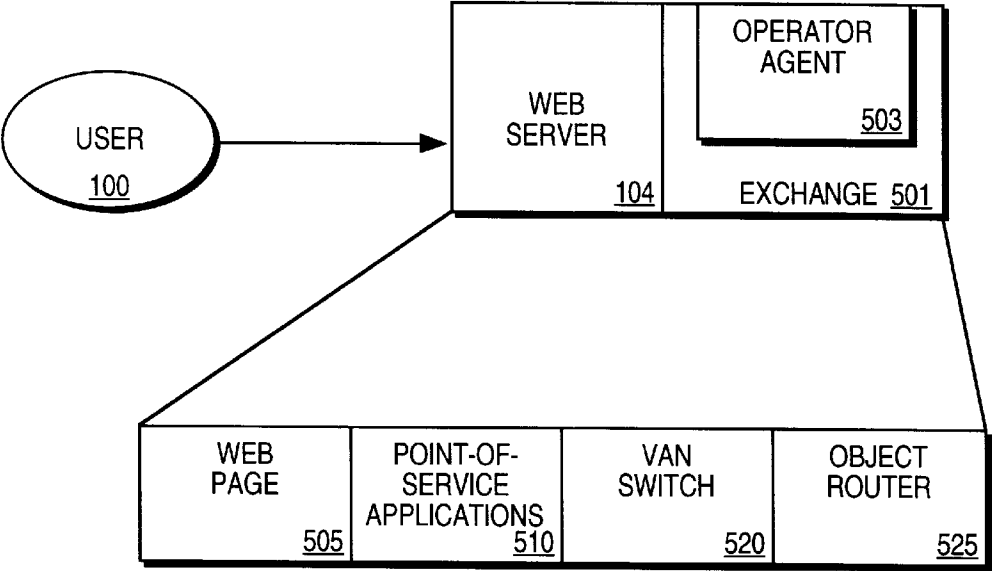 USER
100
WEB
SERVER
104
OPERATOR
AGENT
503
EXCHANGE 501
WEB
PAGE
505
POINT-OF-
SERVICE
APPLICATIONS
510
VAN
SWITCH
520
OBJECT
ROUTER
525